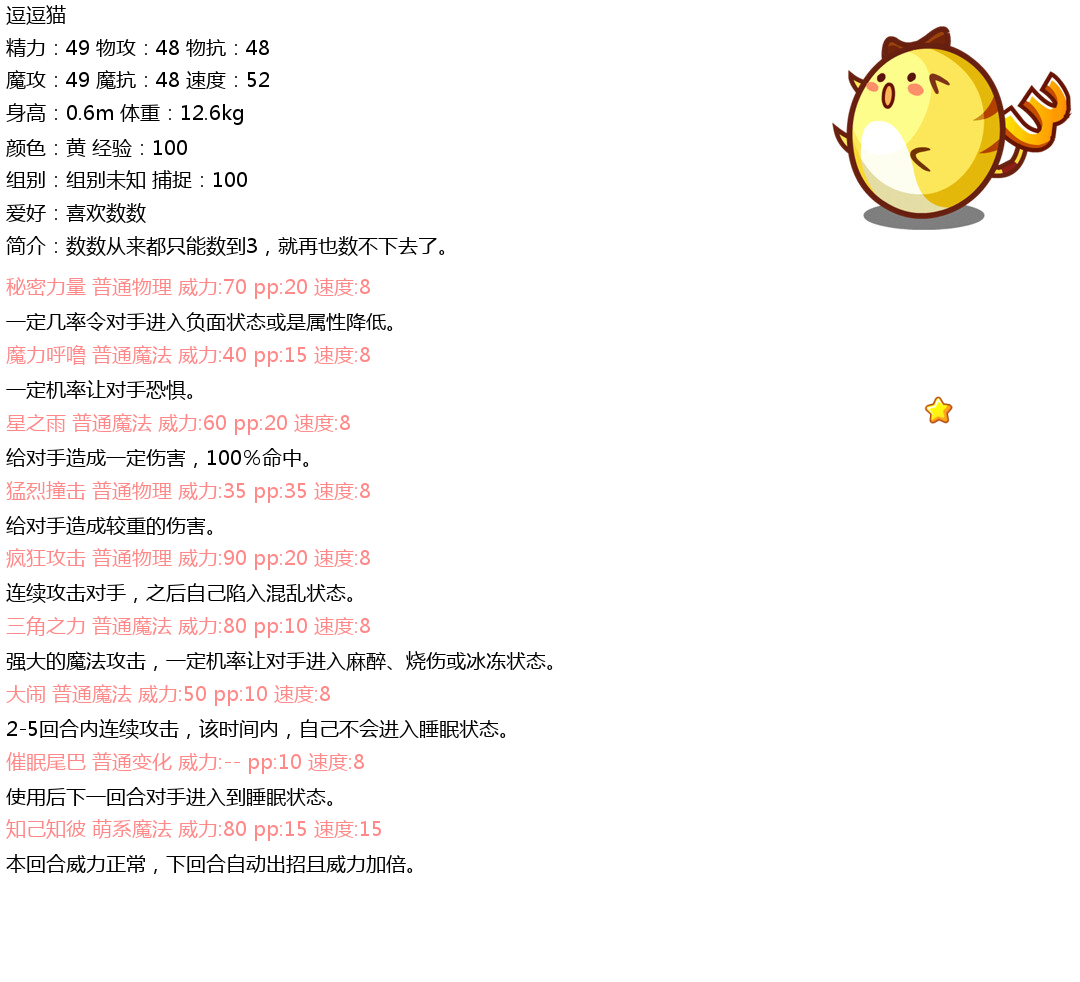 逗逗猫
精力：49 物攻：48 物抗：48
魔攻：49 魔抗：48 速度：52
身高：0.6m 体重：12.6kg
颜色：黄 经验：100
组别：组别未知 捕捉：100
爱好：喜欢数数
简介：数数从来都只能数到3，就再也数不下去了。
秘密力量 普通物理 威力:70 pp:20 速度:8
一定几率令对手进入负面状态或是属性降低。
魔力呼噜 普通魔法 威力:40 pp:15 速度:8
一定机率让对手恐惧。
星之雨 普通魔法 威力:60 pp:20 速度:8
给对手造成一定伤害，100%命中。
猛烈撞击 普通物理 威力:35 pp:35 速度:8
给对手造成较重的伤害。
疯狂攻击 普通物理 威力:90 pp:20 速度:8
连续攻击对手，之后自己陷入混乱状态。
三角之力 普通魔法 威力:80 pp:10 速度:8
强大的魔法攻击，一定机率让对手进入麻醉、烧伤或冰冻状态。
大闹 普通魔法 威力:50 pp:10 速度:8
2-5回合内连续攻击，该时间内，自己不会进入睡眠状态。
催眠尾巴 普通变化 威力:-- pp:10 速度:8
使用后下一回合对手进入到睡眠状态。
知己知彼 萌系魔法 威力:80 pp:15 速度:15
本回合威力正常，下回合自动出招且威力加倍。